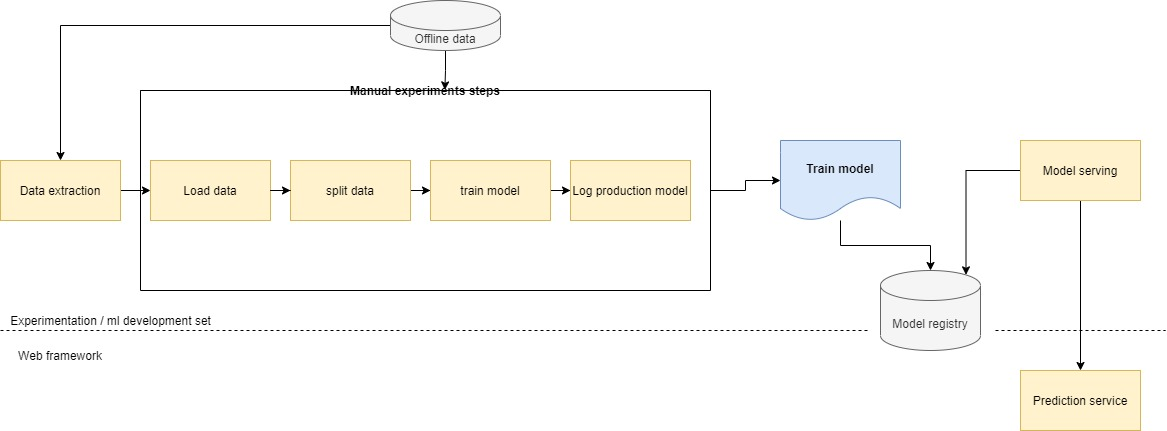 Offline data
Manual experiments steps
Data extraction
Load data
split data
train model
Log production model
Train model
Model serving
Model registry
Experimentation / ml development set
Web framework
Prediction service